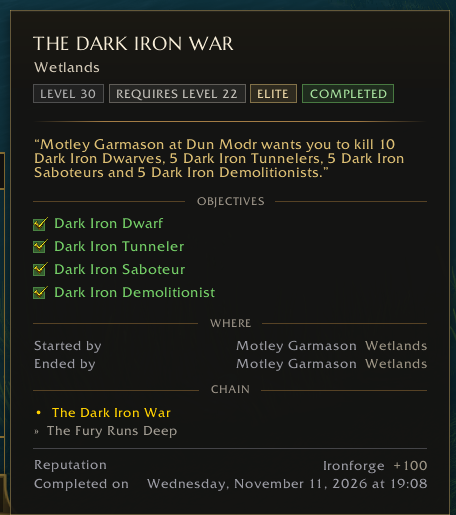 THE DARK IRON WAR
Wetlands
LEVEL 30 REQUIRES LEVEL 22 ELITE COMPLETED
“Motley Garmason at Dun Modr wants you to kill 10
Dark Iron Dwarves, 5 Dark Iron Tunnelers, 5 Dark Iron
Saboteurs and 5 Dark Iron Demolitionists.”
OBJECTIVES
Dark Iron Dwarf
Dark Iron Tunneler
Dark Iron Saboteur
Dark Iron Demolitionist
WHERE
Started by Motley Garmason Wetlands
Ended by Motley Garmason Wetlands
CHAIN
• The Dark Iron War
» The Fury Runs Deep
Reputation Ironforge +100
Completed on Wednesday, November 11, 2026 at 19:08